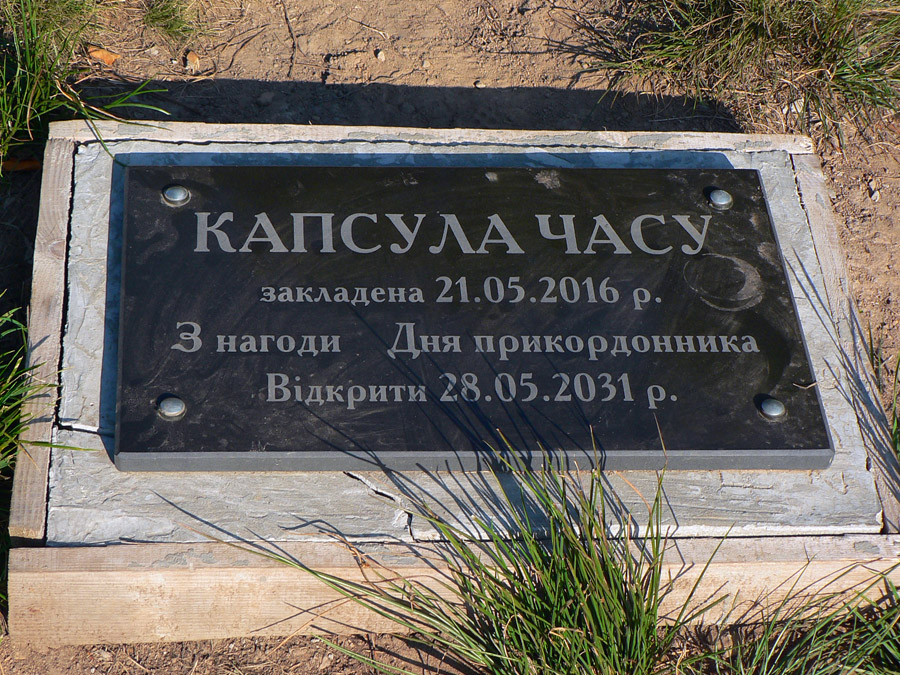 КАПСУЛА ЧАСУ
закладена 21.05.2016 р.
З нагоди Дня прикордонника
Відкрити 28.05.2031 р.